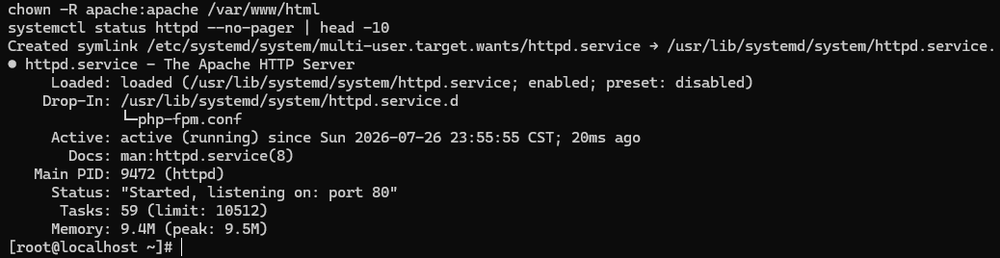 chown -R apache:apache /var/www/html
systemctl status httpd --no-pager | head -10
Created symlink /etc/systemd/system/multi-user.target.wants/httpd.service → /usr/lib/systemd/system/httpd.service.
● httpd.service - The Apache HTTP Server
     Loaded: loaded (/usr/lib/systemd/system/httpd.service; enabled; preset: disabled)
    Drop-In: /usr/lib/systemd/system/httpd.service.d
             └─php-fpm.conf
     Active: active (running) since Sun 2026-07-26 23:55:55 CST; 20ms ago
       Docs: man:httpd.service(8)
   Main PID: 9472 (httpd)
     Status: "Started, listening on: port 80"
      Tasks: 59 (limit: 10512)
     Memory: 9.4M (peak: 9.5M)
[root@localhost ~]#